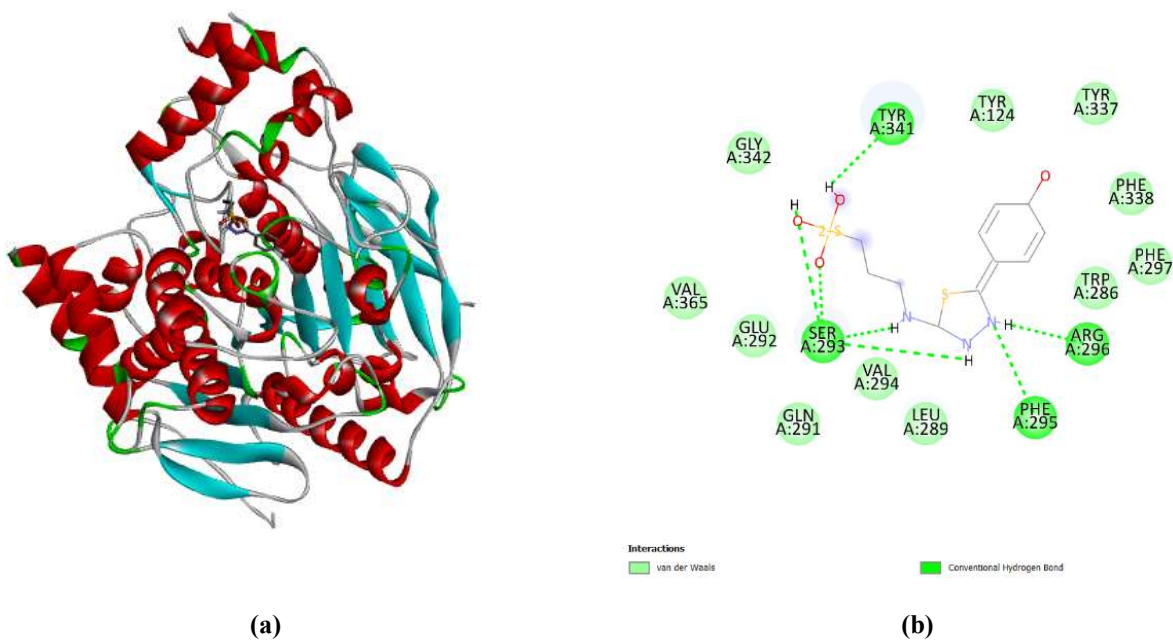 TYR
A:341
TYR
A:124
TYR
A:337
GLY
A:342
PHE
A:338
PHE
A:297
TRP
A:286
VAL
A:365
GLU
A:292
SER
A:293
ARG
A:296
VAL
A:294
PHE
A:295
GLN
A:291
LEU
A:289
H
O
H
O
2-S
O
O
S
N
H
N
H
N
H
Interactions
van der Waals
Conventional Hydrogen Bond
(a)
(b)